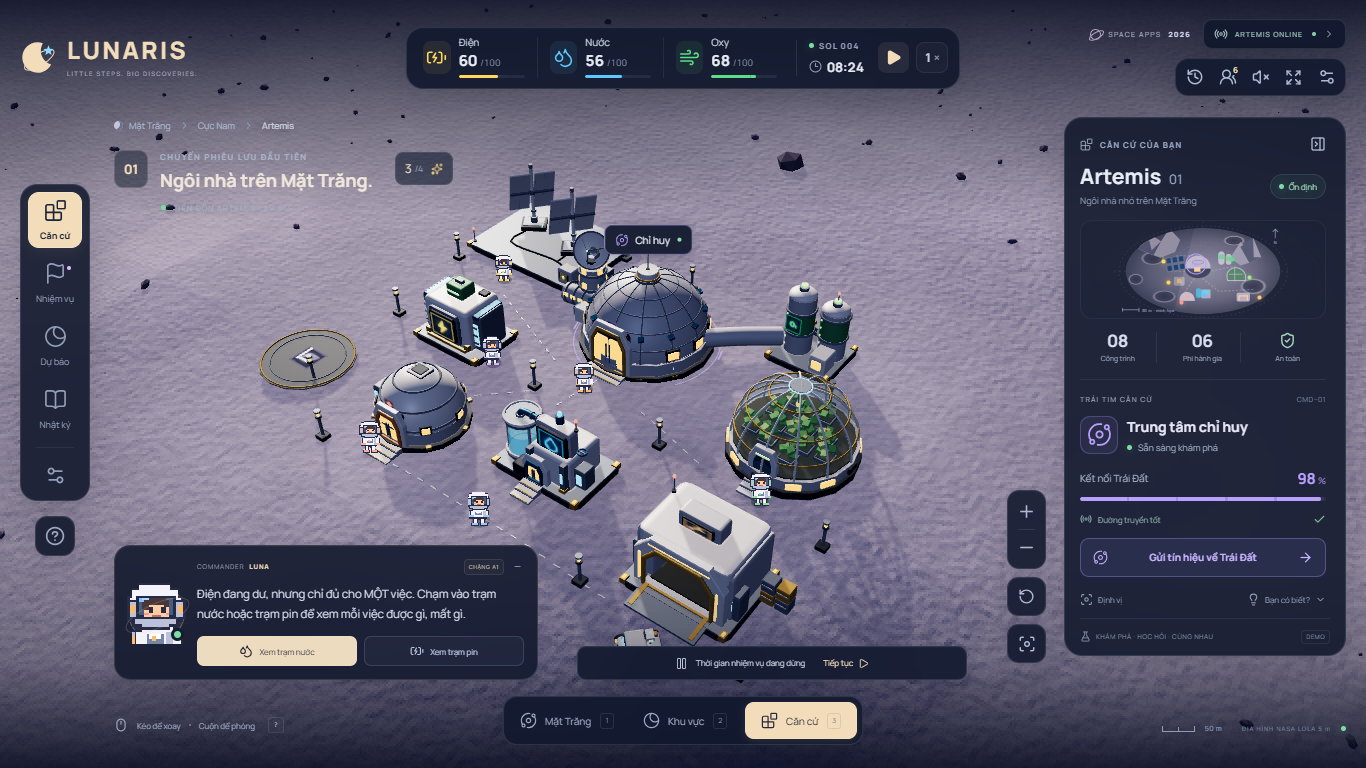 LUNARIS
LITTLE STEPS. BIG DISCOVERIES.
Điện
60 /100
Nước
56 /100
Oxy
68 /100
SOL 004
08:24
1 ×
SPACE APPS 2026
ARTEMIS ONLINE
6
Mặt Trăng
Cực Nam
Artemis
01
CHUYẾN PHIÊU LƯU ĐẦU TIÊN
Ngôi nhà trên Mặt Trăng.
3 /4
Căn cứ
Nhiệm vụ
Dự báo
Nhật ký
Chỉ huy
CĂN CỨ CỦA BẠN
Artemis 01
Ngôi nhà nhỏ trên Mặt Trăng
Ổn định
N
08
Công trình
06
Phi hành gia
An toàn
TRÁI TIM CĂN CỨ
CMD-01
Trung tâm chỉ huy
Sẵn sàng khám phá
Kết nối Trái Đất
98 %
Đường truyền tốt
Gửi tín hiệu về Trái Đất
Định vị
Bạn có biết?
KHÁM PHÁ · HỌC HỎI · CÙNG NHAU
DEMO
COMMANDER LUNA
CHẶNG A1
Điện đang dư, nhưng chỉ đủ cho MỘT việc. Chạm vào trạm
nước hoặc trạm pin để xem mỗi việc được gì, mất gì.
Xem trạm nước
Xem trạm pin
Thời gian nhiệm vụ đang dừng
Tiếp tục
Kéo để xoay · Cuộn để phóng
?
Mặt Trăng 1
Khu vực 2
Căn cứ 3
50 m
ĐỊA HÌNH NASA LOLA 5 m